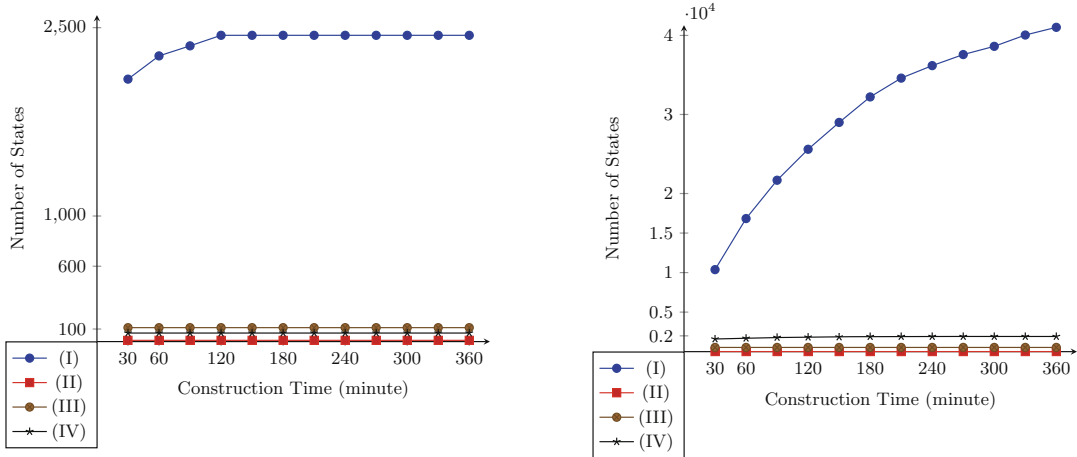 2,500
1,000
600
100
Number of States
30 60 120 180 240 300 360
Construction Time (minute)
(I)
(II)
(III)
(IV)
·10⁴
4
3
2
1.5
1
0.5
0.2
Number of States
30 60 120 180 240 300 360
Construction Time (minute)
(I)
(II)
(III)
(IV)